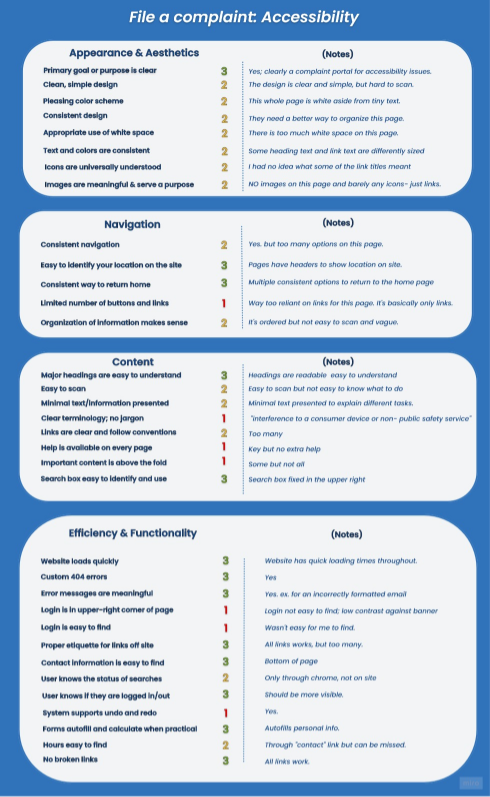 File a complaint: Accessibility
Appearance & Aesthetics (Notes)
Primary goal or purpose is clear 3 Yes; clearly a complaint portal for accessibility issues.
Clean, simple design 2 The design is clear and simple, but hard to scan.
Pleasing color scheme 2 This whole page is white aside from tiny text.
Consistent design 2 They need a better way to organize this page.
Appropriate use of white space 2 There is too much white space on this page.
Text and colors are consistent 2 Some heading text and link text are differently sized
Icons are universally understood 2 I had no idea what some of the link titles meant
Images are meaningful & serve a purpose 2 NO images on this page and barely any icons- just links.
Navigation (Notes)
Consistent navigation 2 Yes. but too many options on this page.
Easy to identify your location on the site 3 Pages have headers to show location on site.
Consistent way to return home 3 Multiple consistent options to return to the home page
Limited number of buttons and links 1 Way too reliant on links for this page. It's basically only links.
Organization of information makes sense 2 It's ordered but not easy to scan and vague.
Content (Notes)
Major headings are easy to understand 3 Headings are readable easy to understand
Easy to scan 2 Easy to scan but not easy to know what to do
Minimal text/information presented 2 Minimal text presented to explain different tasks.
Clear terminology; no jargon 1 "interference to a consumer device or non- public safety service"
Links are clear and follow conventions 2 Too many
Help is available on every page 1 Key but no extra help
Important content is above the fold 1 Some but not all
Search box easy to identify and use 3 Search box fixed in the upper right
Efficiency & Functionality (Notes)
Website loads quickly 3 Website has quick loading times throughout.
Custom 404 errors 3 Yes
Error messages are meaningful 3 Yes. ex. for an incorrectly formatted email
Login is in upper-right corner of page 1 Login not easy to find; low contrast against banner
Login is easy to find 1 Wasn't easy for me to find.
Proper etiquette for links off site 3 All links works, but too many.
Contact information is easy to find 3 Bottom of page
User knows the status of searches 2 Only through chrome, not on site
User knows if they are logged in/out 3 Should be more visible.
System supports undo and redo 1 Yes.
Forms autofill and calculate when practical 3 Autofills personal info.
Hours easy to find 2 Through "contact" link but can be missed.
No broken links 3 All links work.